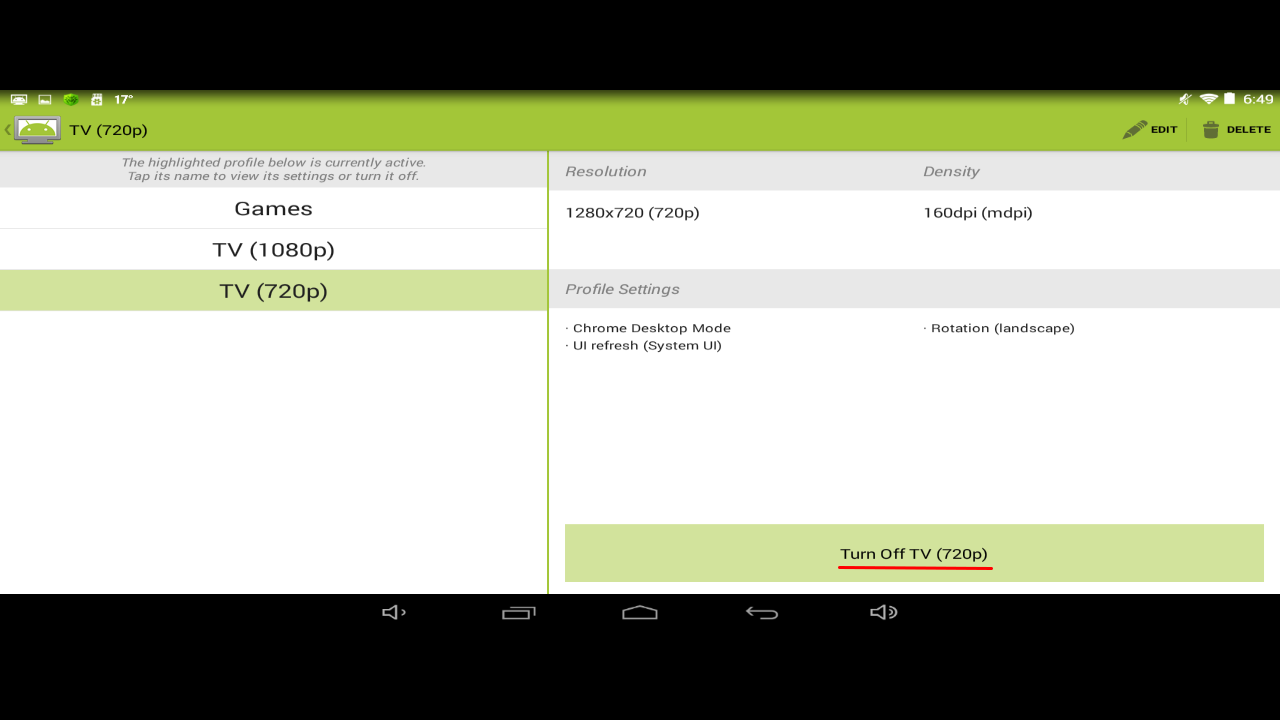 17°
6:49
TV (720p)
EDIT
DELETE
The highlighted profile below is currently active.
Tap its name to view its settings or turn it off.
Games
TV (1080p)
TV (720p)
Resolution
Density
1280x720 (720p)
160dpi (mdpi)
Profile Settings
· Chrome Desktop Mode
· Rotation (landscape)
· UI refresh (System UI)
Turn Off TV (720p)